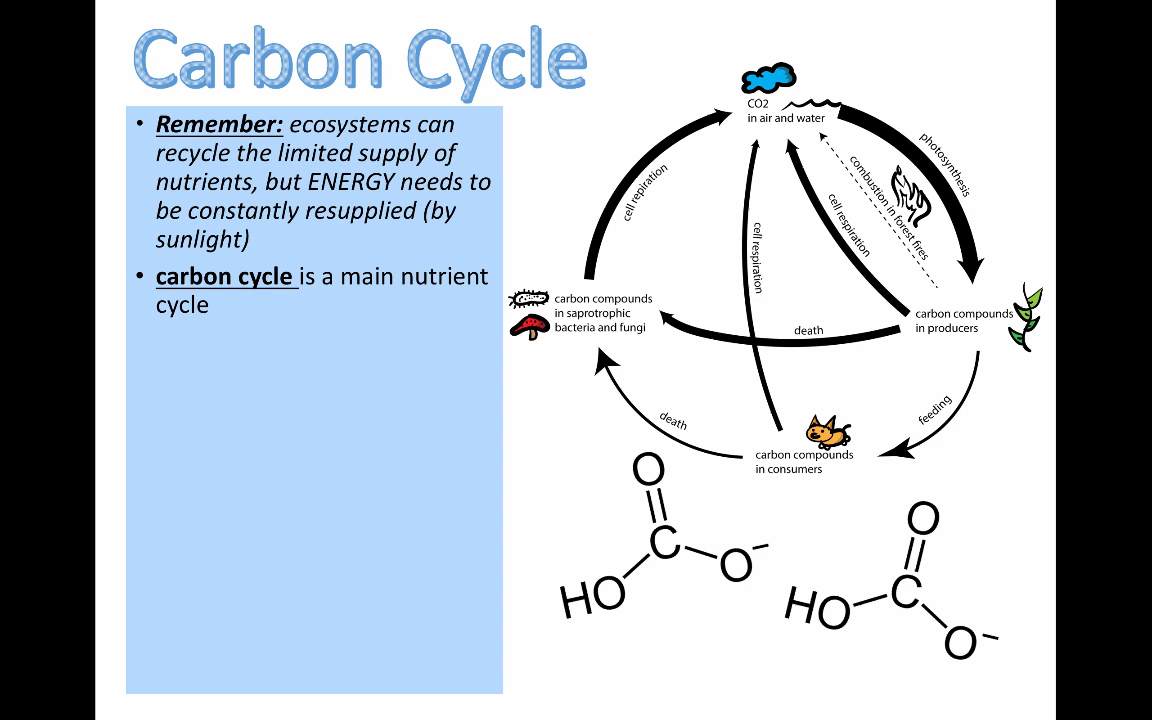 Carbon Cycle
• Remember: ecosystems can
recycle the limited supply of
nutrients, but ENERGY needs to
be constantly resupplied (by
sunlight)
• carbon cycle is a main nutrient
cycle
CO2
in air and water
photosynthesis
combustion in forest fires
cell respiration
cell respiration
cell repiration
carbon compounds
in saprotrophic
bacteria and fungi
carbon compounds
in producers
death
feeding
death
carbon compounds
in consumers
O
C
O−
HO
O
C
HO
O−